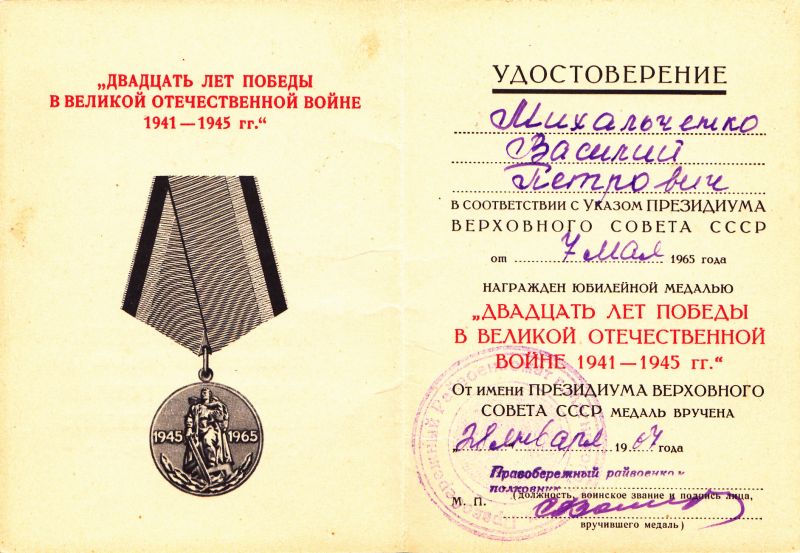 „ДВАДЦАТЬ ЛЕТ ПОБЕДЫ
В ВЕЛИКОЙ ОТЕЧЕСТВЕННОЙ ВОЙНЕ
1941—1945 гг.“
1945 1965
УДОСТОВЕРЕНИЕ
Михальченко
Василий
Петрович
В СООТВЕТСТВИИ С УКАЗОМ ПРЕЗИДИУМА
ВЕРХОВНОГО СОВЕТА СССР
от 7 мая 1965 года
НАГРАЖДЕН ЮБИЛЕЙНОЙ МЕДАЛЬЮ
„ДВАДЦАТЬ ЛЕТ ПОБЕДЫ
В ВЕЛИКОЙ ОТЕЧЕСТВЕННОЙ
ВОЙНЕ 1941—1945 гг.“
От имени ПРЕЗИДИУМА ВЕРХОВНОГО
СОВЕТА СССР МЕДАЛЬ ВРУЧЕНА
„28 января 1967 года
Правобережный райвоенком
полковник
М. П. (должность, воинское звание и подпись лица,
вручившего медаль)